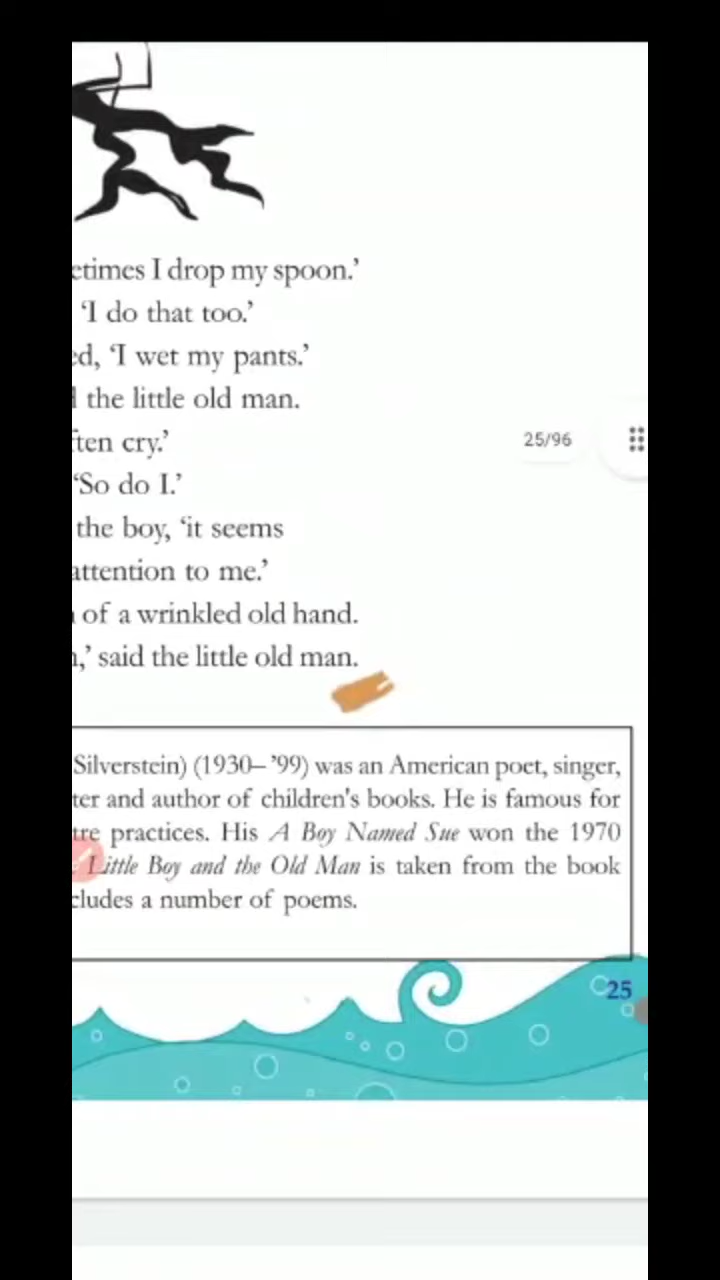 etimes I drop my spoon.’
‘I do that too.’
ed, ‘I wet my pants.’
the little old man.
ten cry.’
25/96
‘So do I.’
the boy, ‘it seems
attention to me.’
of a wrinkled old hand.
,’ said the little old man.
Silverstein) (1930–’99) was an American poet, singer,
ter and author of children's books. He is famous for
tre practices. His A Boy Named Sue won the 1970
Little Boy and the Old Man is taken from the book
cludes a number of poems.
25